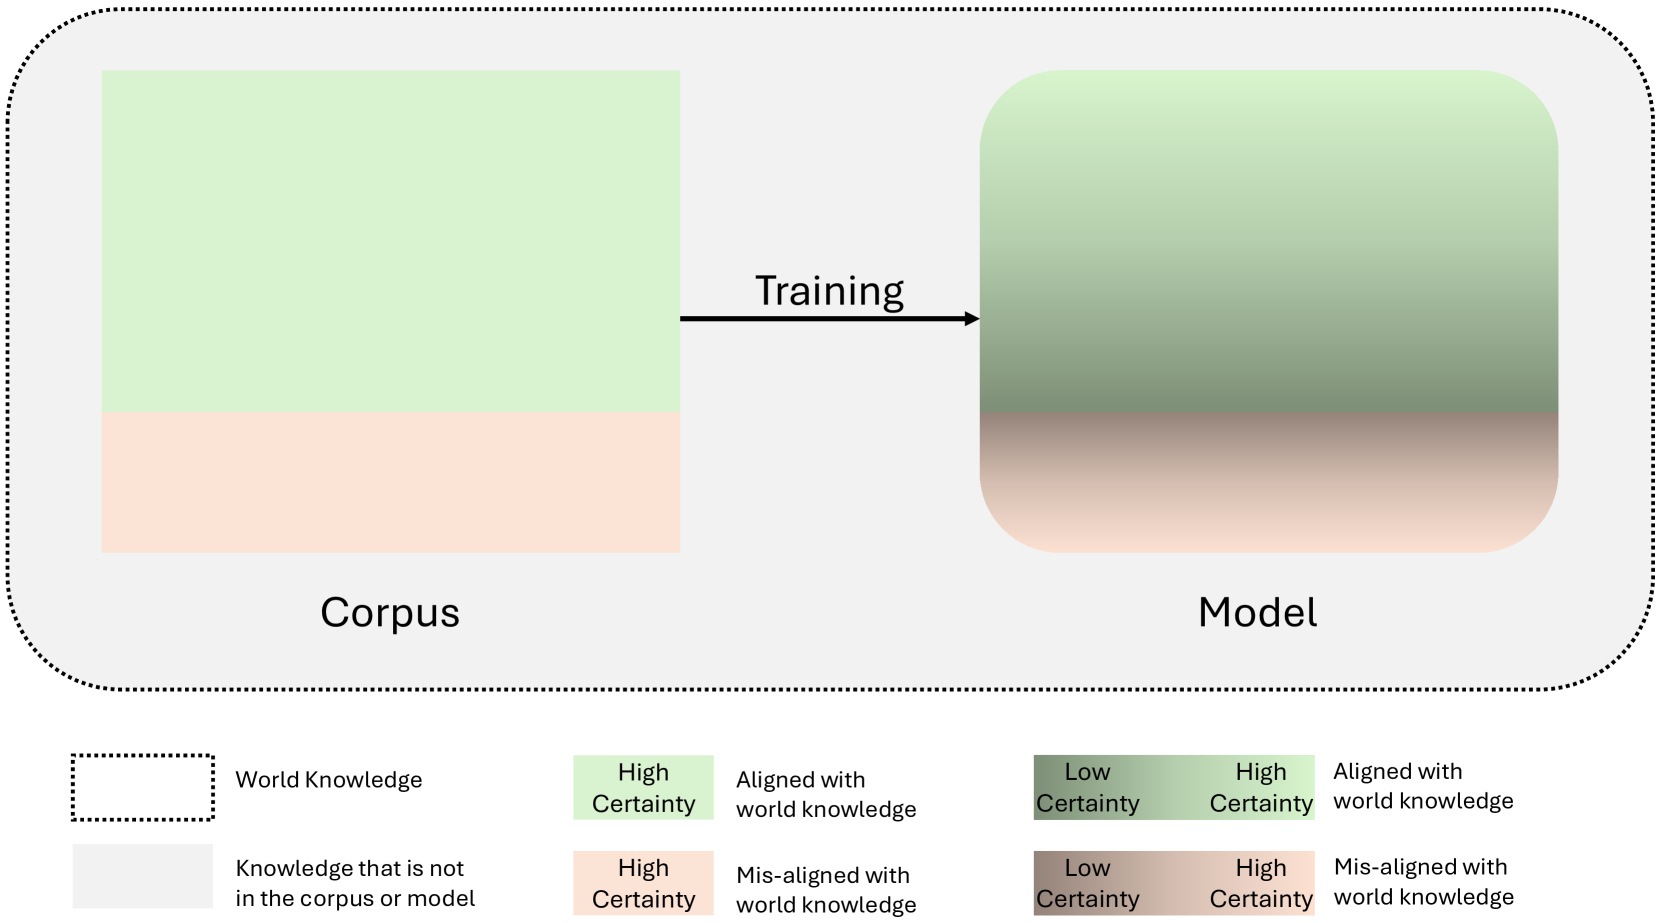 Training
Corpus
Model
World Knowledge
Knowledge that is not
in the corpus or model
High
Certainty
Aligned with
world knowledge
High
Certainty
Mis-aligned with
world knowledge
Low
Certainty
High
Certainty
Aligned with
world knowledge
Low
Certainty
High
Certainty
Mis-aligned with
world knowledge